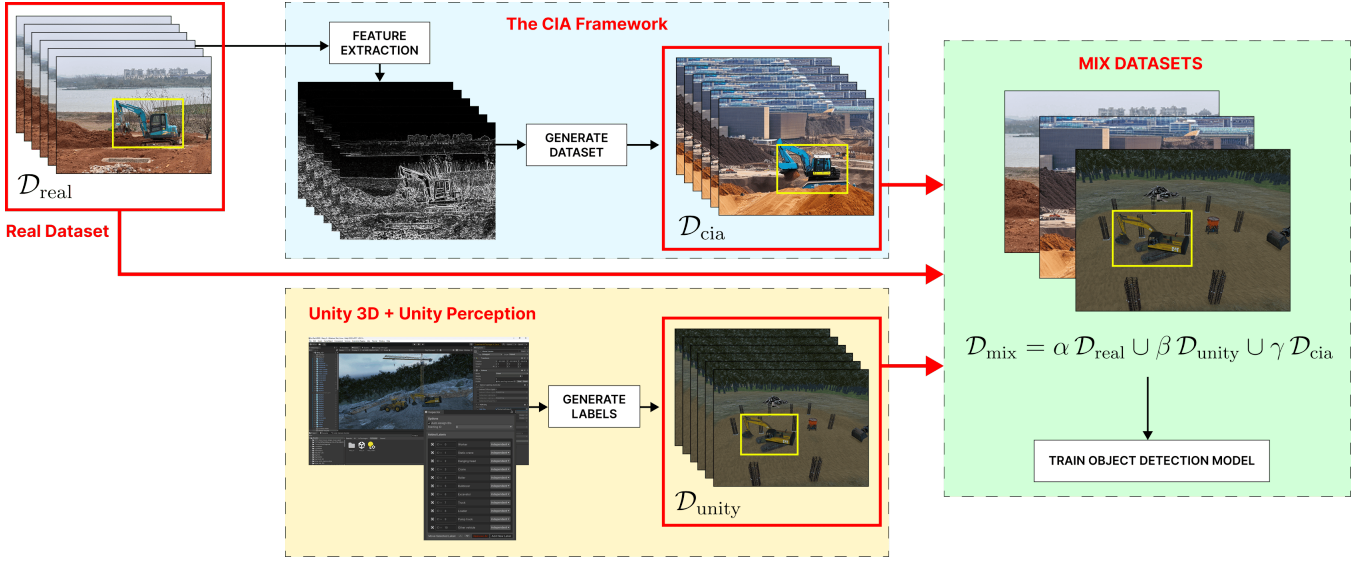 The CIA Framework
FEATURE
EXTRACTION
GENERATE
DATASET
𝒟real
Real Dataset
𝒟cia
Unity 3D + Unity Perception
GENERATE
LABELS
𝒟unity
MIX DATASETS
𝒟mix = α 𝒟real ∪ β 𝒟unity ∪ γ 𝒟cia
TRAIN OBJECT DETECTION MODEL